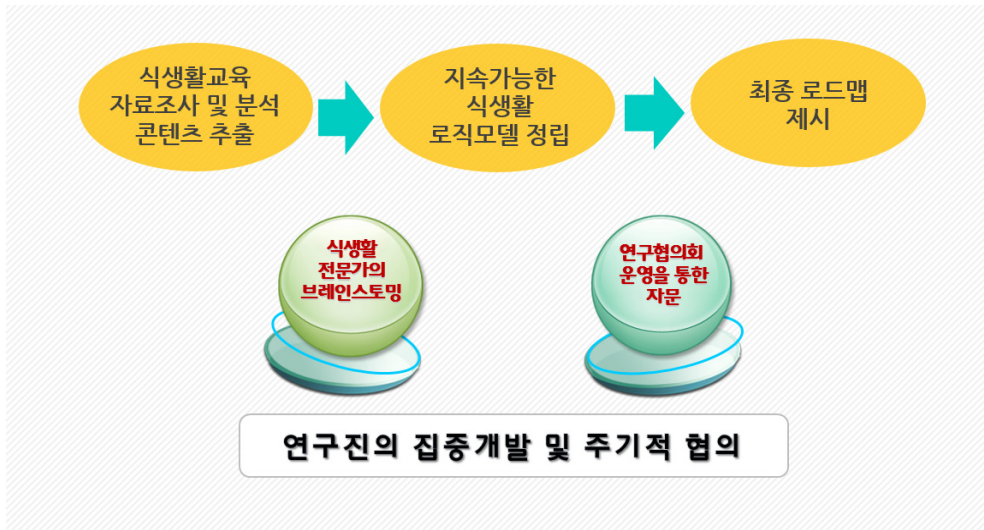 식생활교육
자료조사 및 분석
콘텐츠 추출
지속가능한
식생활
로직모델 정립
최종 로드맵
제시
식생활
전문가의
브레인스토밍
연구협의회
운영을 통한
자문
연구진의 집중개발 및 주기적 협의